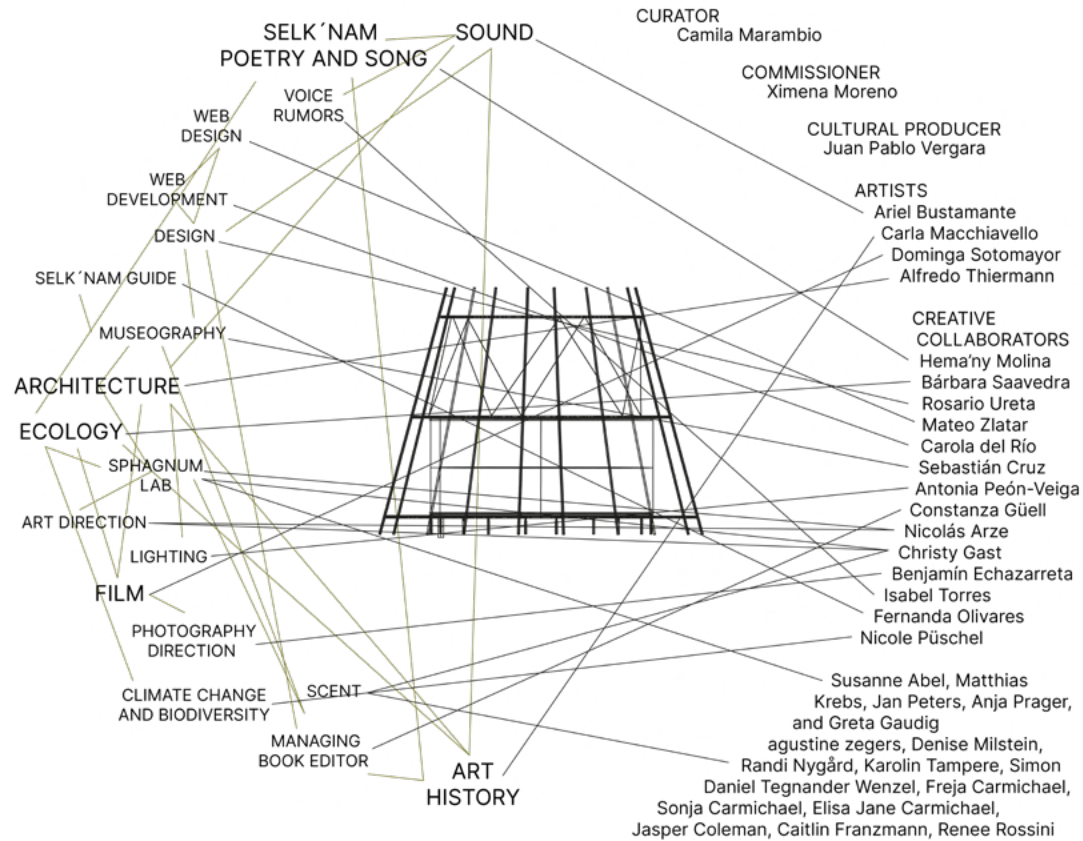 SELK´NAM
POETRY AND SONG
SOUND
VOICE
RUMORS
WEB
DESIGN
WEB
DEVELOPMENT
DESIGN
SELK´NAM GUIDE
MUSEOGRAPHY
ARCHITECTURE
ECOLOGY
SPHAGNUM
LAB
ART DIRECTION
LIGHTING
FILM
PHOTOGRAPHY
DIRECTION
CLIMATE CHANGE
AND BIODIVERSITY
SCENT
MANAGING
BOOK EDITOR
ART
HISTORY
CURATOR
Camila Marambio
COMMISSIONER
Ximena Moreno
CULTURAL PRODUCER
Juan Pablo Vergara
ARTISTS
Ariel Bustamante
Carla Macchiavello
Dominga Sotomayor
Alfredo Thiermann
CREATIVE
COLLABORATORS
Hema’ny Molina
Bárbara Saavedra
Rosario Ureta
Mateo Zlatar
Carola del Río
Sebastián Cruz
Antonia Peón-Veiga
Constanza Güell
Nicolás Arze
Christy Gast
Benjamín Echazarreta
Isabel Torres
Fernanda Olivares
Nicole Püschel
Susanne Abel, Matthias
Krebs, Jan Peters, Anja Prager,
and Greta Gaudig
agustine zegers, Denise Milstein,
Randi Nygård, Karolin Tampere, Simon
Daniel Tegnander Wenzel, Freja Carmichael,
Sonja Carmichael, Elisa Jane Carmichael,
Jasper Coleman, Caitlin Franzmann, Renee Rossini